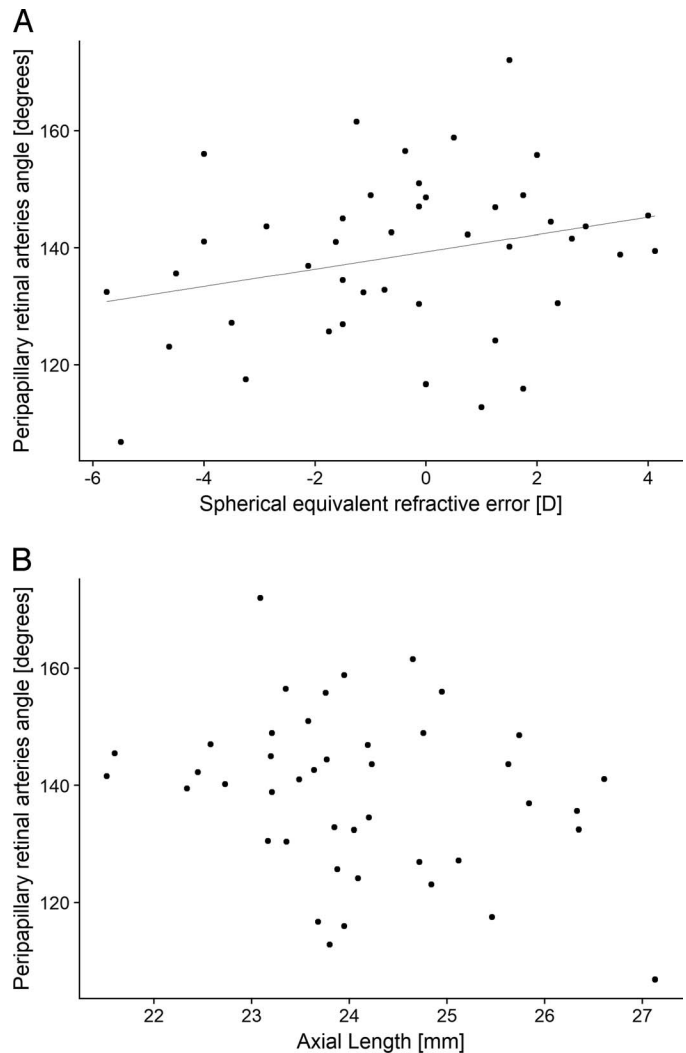 A
Peripapillary retinal arteries angle [degrees]
160
140
120
-6 -4 -2 0 2 4
Spherical equivalent refractive error [D]
B
Peripapillary retinal arteries angle [degrees]
160
140
120
22 23 24 25 26 27
Axial Length [mm]